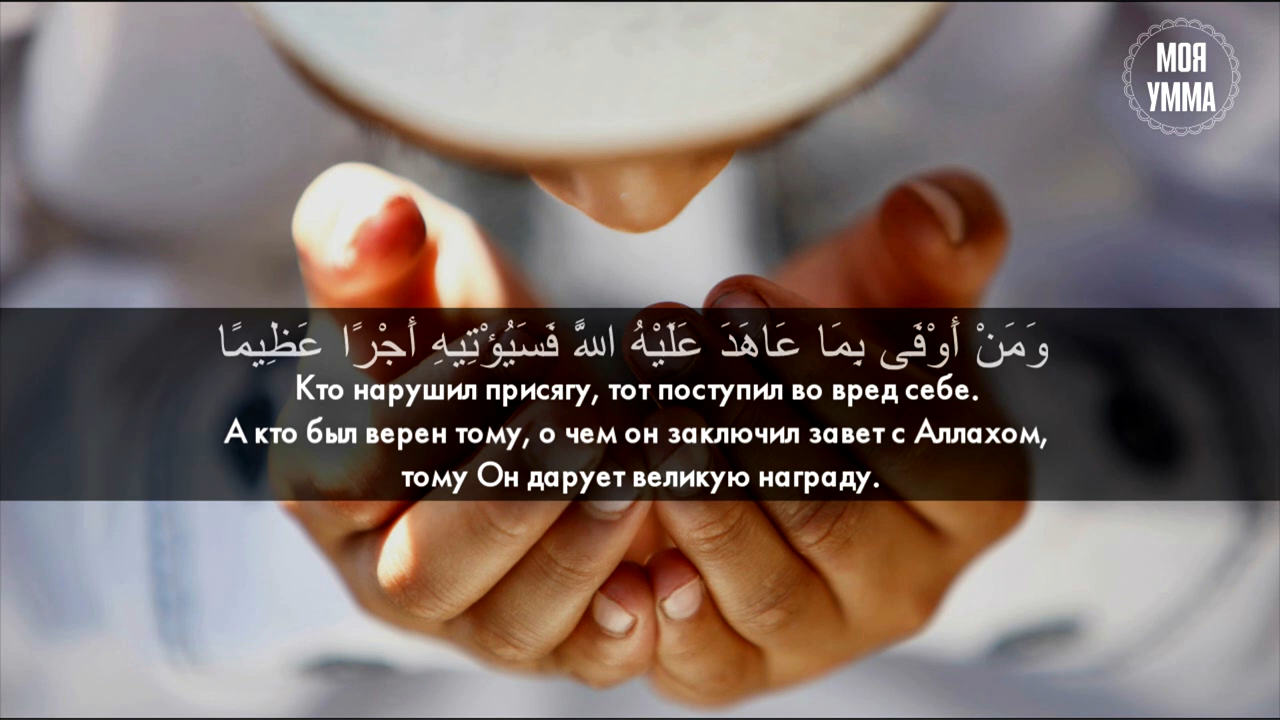 МОЯ
УММА
وَمَنْ أَوْفَى بِمَا عَاهَدَ عَلَيْهُ اللهَّ فَسَيُؤْتِيهِ أَجْرًا عَظِيمًا
Кто нарушил присягу, тот поступил во вред себе.
А кто был верен тому, о чем он заключил завет с Аллахом,
тому Он дарует великую награду.